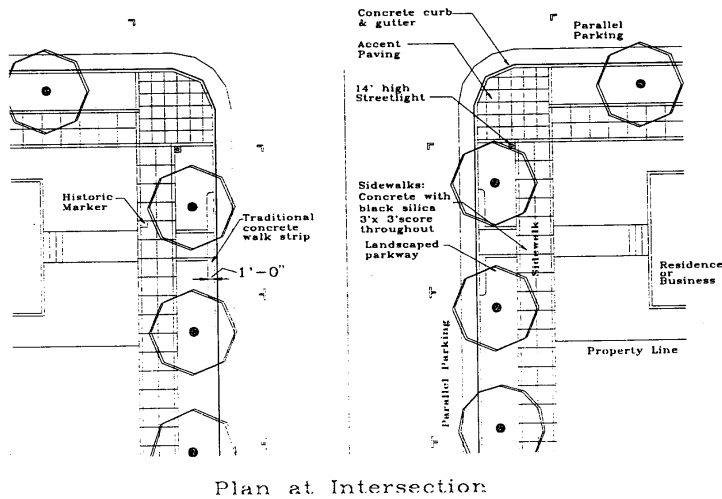 Concrete curb
& gutter
Parallel
Parking
Accent
Paving
14' high
Streetlight
Historic
Marker
Traditional
concrete
walk strip
1'-0"
Sidewalks:
Concrete with
black silica
3'x 3'score
throughout
Landscaped
parkway
Sidewalk
Residence
or
Business
Parallel Parking
Property Line
Plan at Intersection